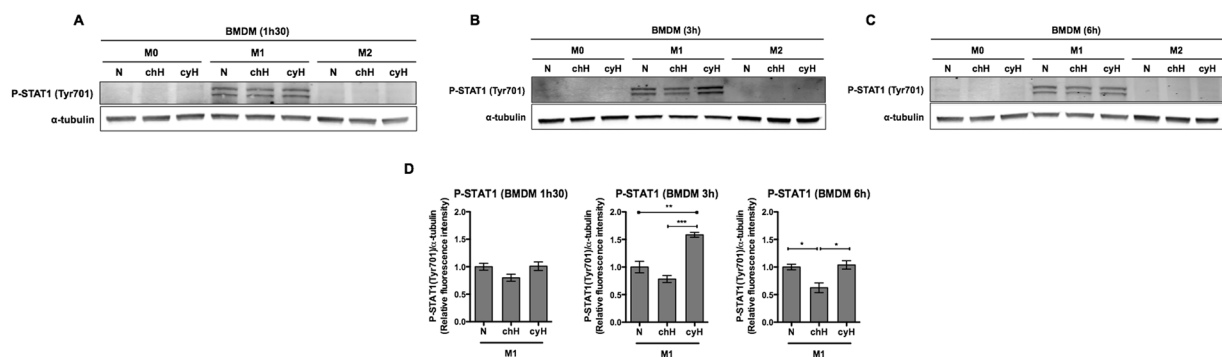 A
BMDM (1h30)
M0 M1 M2
N chH cyH N chH cyH N chH cyH
P-STAT1 (Tyr701)
α-tubulin
B
BMDM (3h)
M0 M1 M2
N chH cyH N chH cyH N chH cyH
P-STAT1 (Tyr701)
α-tubulin
C
BMDM (6h)
M0 M1 M2
N chH cyH N chH cyH N chH cyH
P-STAT1 (Tyr701)
α-tubulin
D
P-STAT1 (BMDM 1h30)
P-STAT1(Tyr701)/α-tubulin
(Relative fluorescence intensity)
2.0
1.5
1.0
0.5
0.0
N chH cyH
M1
P-STAT1 (BMDM 3h)
P-STAT1(Tyr701)/α-tubulin
(Relative fluorescence intensity)
2.0
1.5
1.0
0.5
0.0
** 
***
N chH cyH
M1
P-STAT1 (BMDM 6h)
P-STAT1(Tyr701)/α-tubulin
(Relative fluorescence intensity)
2.0
1.5
1.0
0.5
0.0
* *
N chH cyH
M1